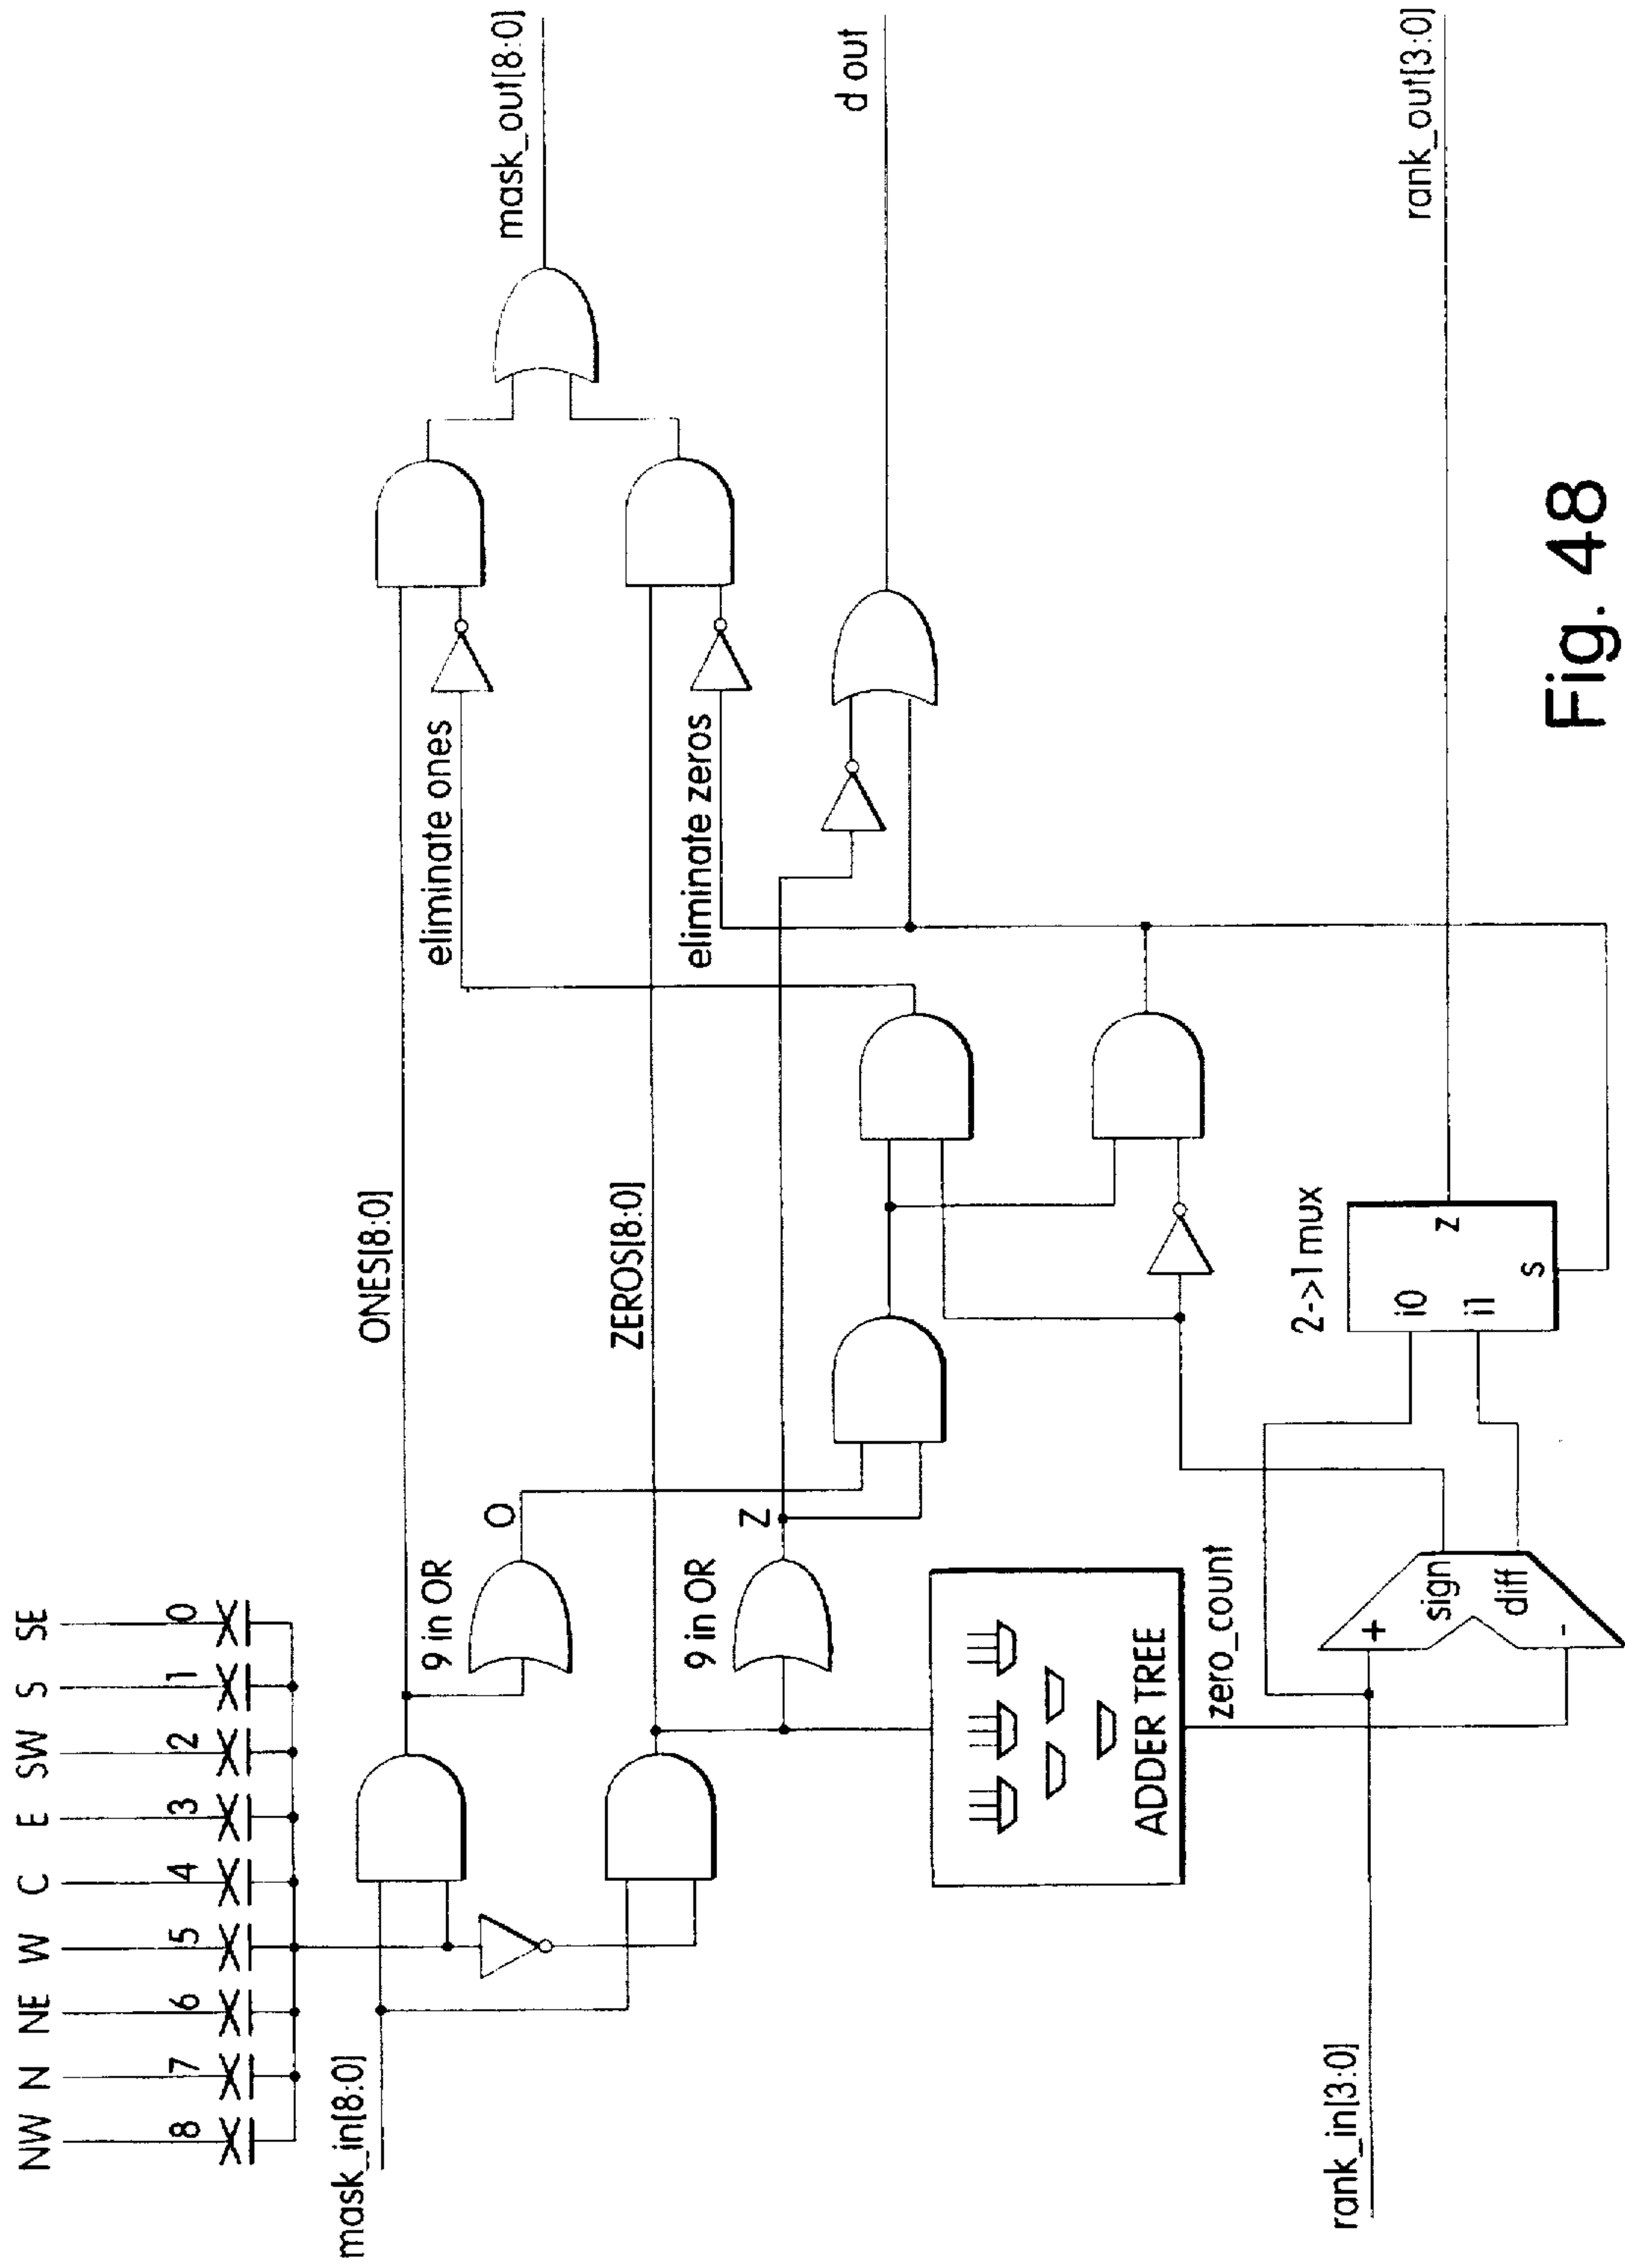 NW N NE W C E SW S SE
8 7 6 5 4 3 2 1 0
mask_in[8:0]
ONES[8:0]
mask_out[8:0]
9 in OR
O
eliminate ones
ZEROS[8:0]
9 in OR
Z
eliminate zeros
d out
ADDER TREE
zero_count
2->1 mux
rank_in[3:0]
+
-
sign
diff
i0
i1
Z
s
rank_out[3:0]
Fig. 48